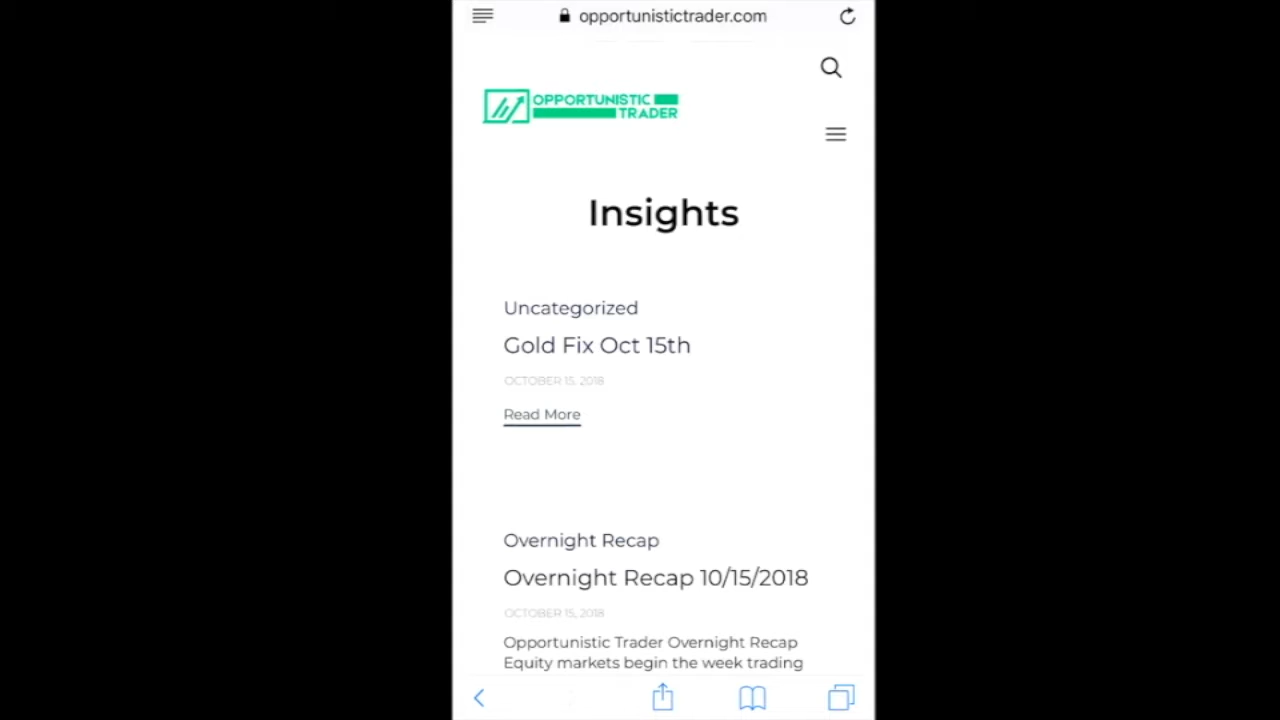 opportunistictrader.com
OPPORTUNISTIC
TRADER
Insights
Uncategorized
Gold Fix Oct 15th
OCTOBER 15, 2018
Read More
Overnight Recap
Overnight Recap 10/15/2018
OCTOBER 15, 2018
Opportunistic Trader Overnight Recap
Equity markets begin the week trading